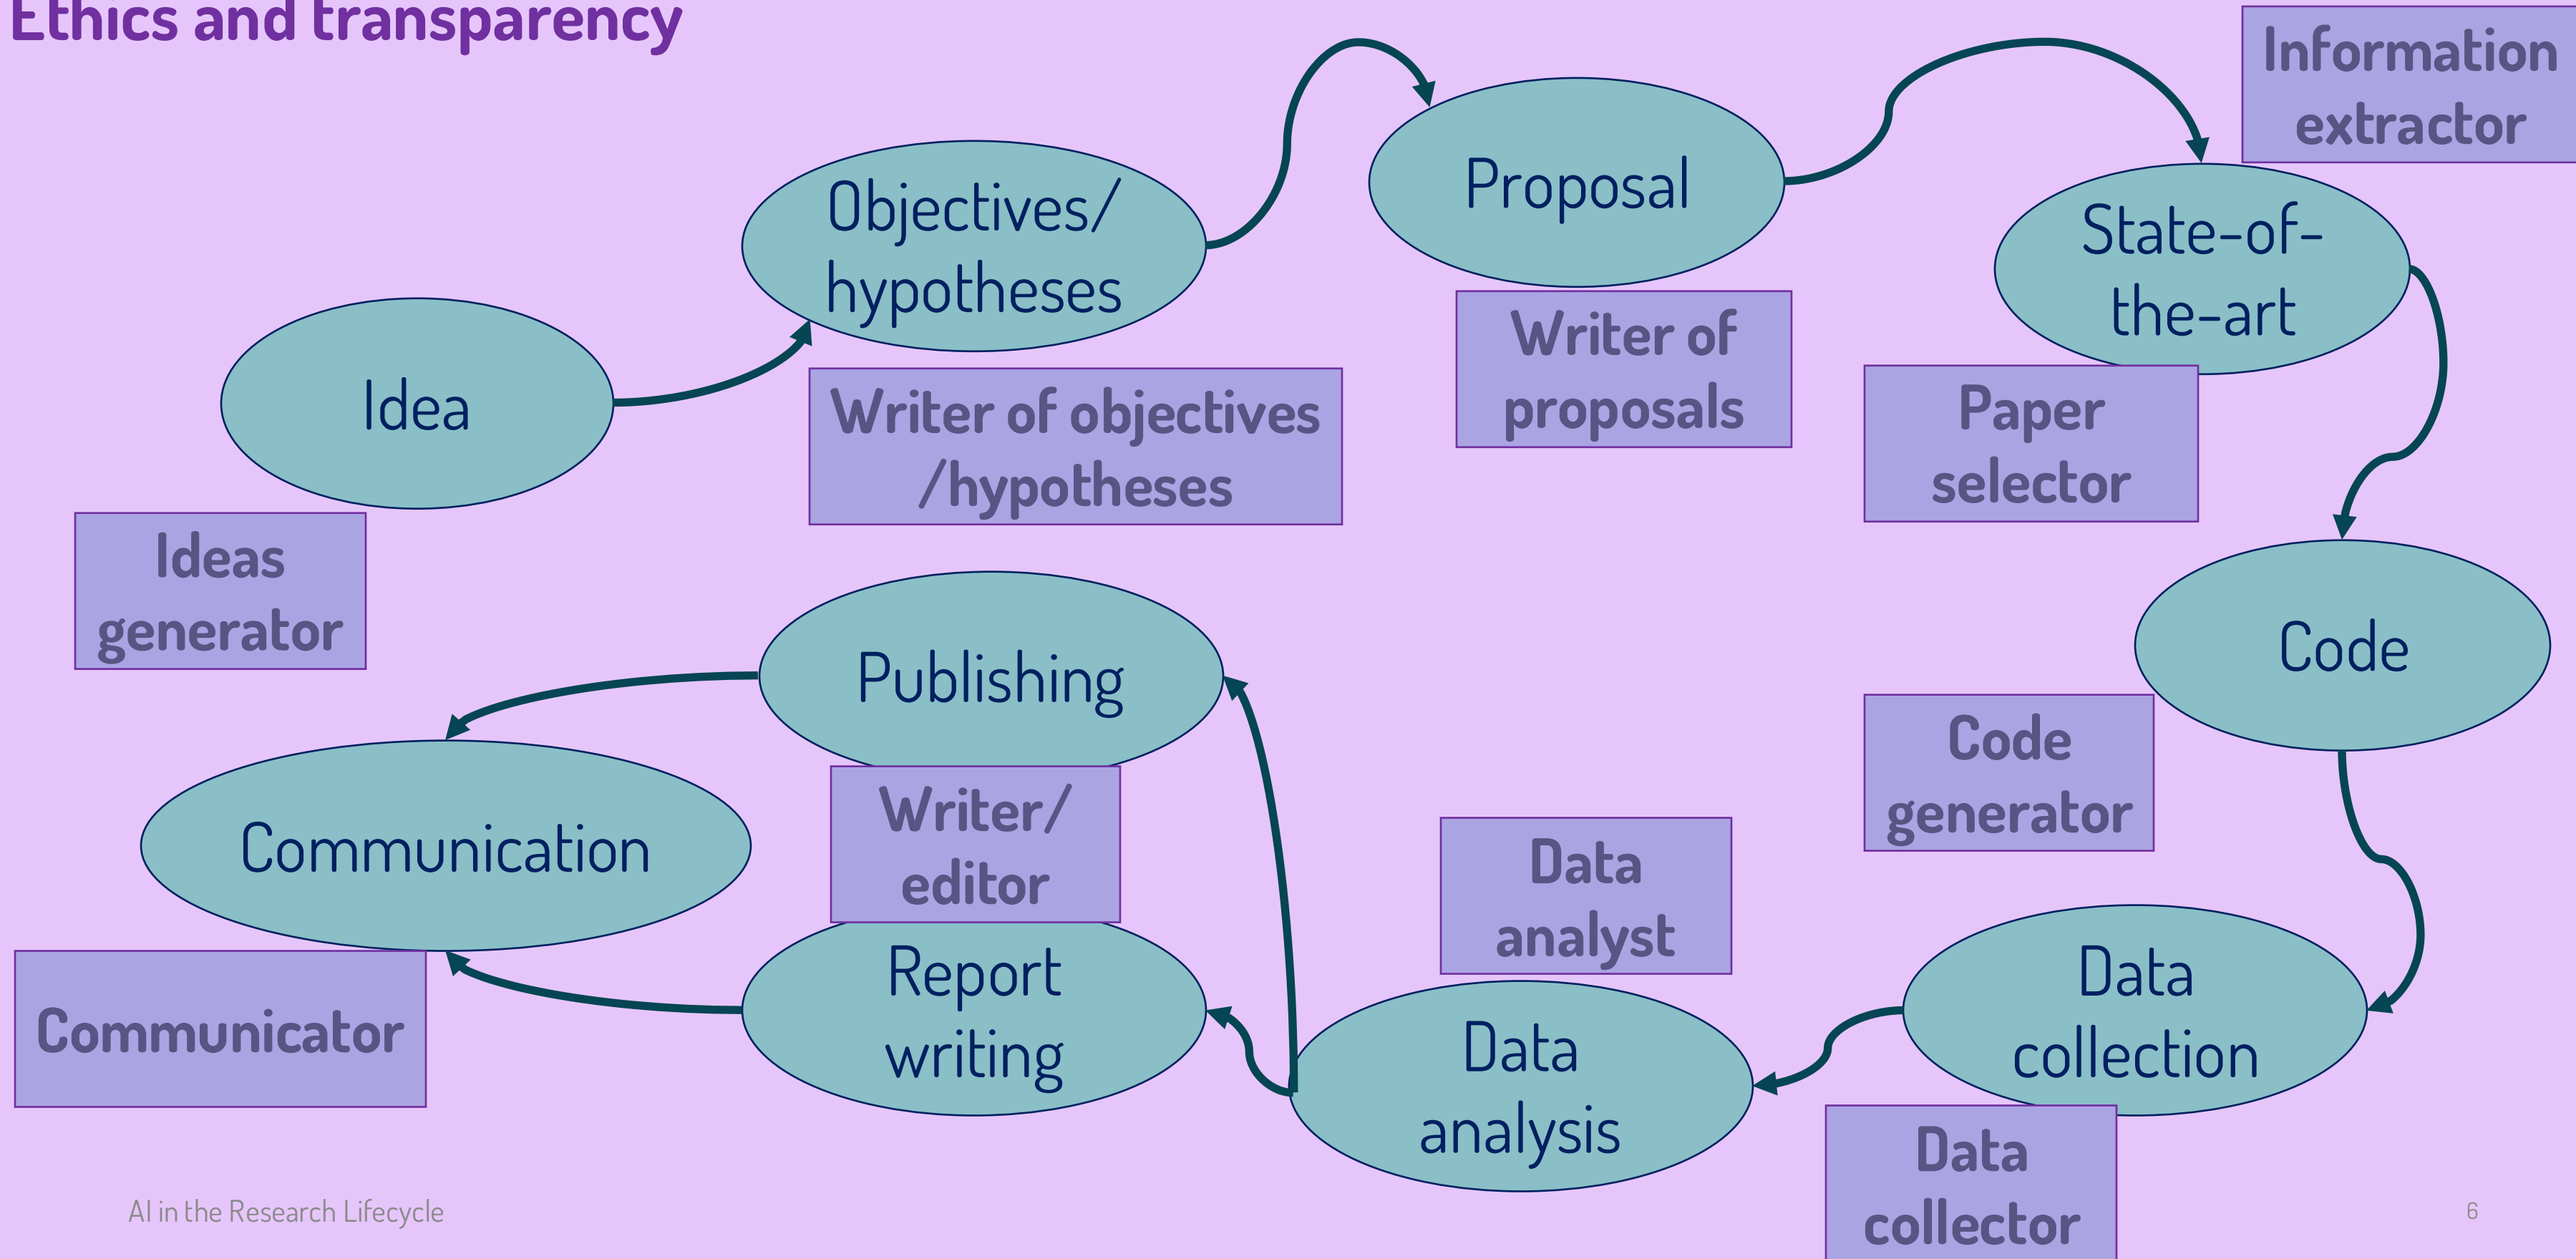 Ethics and transparency
Information
extractor
Proposal
Objectives/
hypotheses
State-of-
the-art
Idea
Writer of
proposals
Writer of objectives
/hypotheses
Paper
selector
Ideas
generator
Publishing
Code
Code
generator
Writer/
editor
Communication
Data
analyst
Report
writing
Data
collection
Communicator
Data
analysis
Data
collector
AI in the Research Lifecycle
6